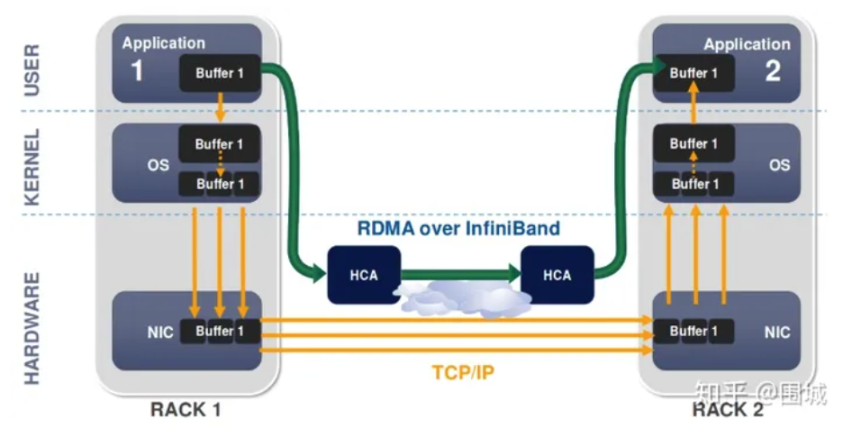 USER
KERNEL
HARDWARE
Application
1
Buffer 1
OS
Buffer 1
Buffer 1
NIC
Buffer 1
RACK 1
RDMA over InfiniBand
HCA
HCA
TCP/IP
Application
2
Buffer 1
Buffer 1
OS
Buffer 1
Buffer 1
NIC
RACK 2
知乎 @围城